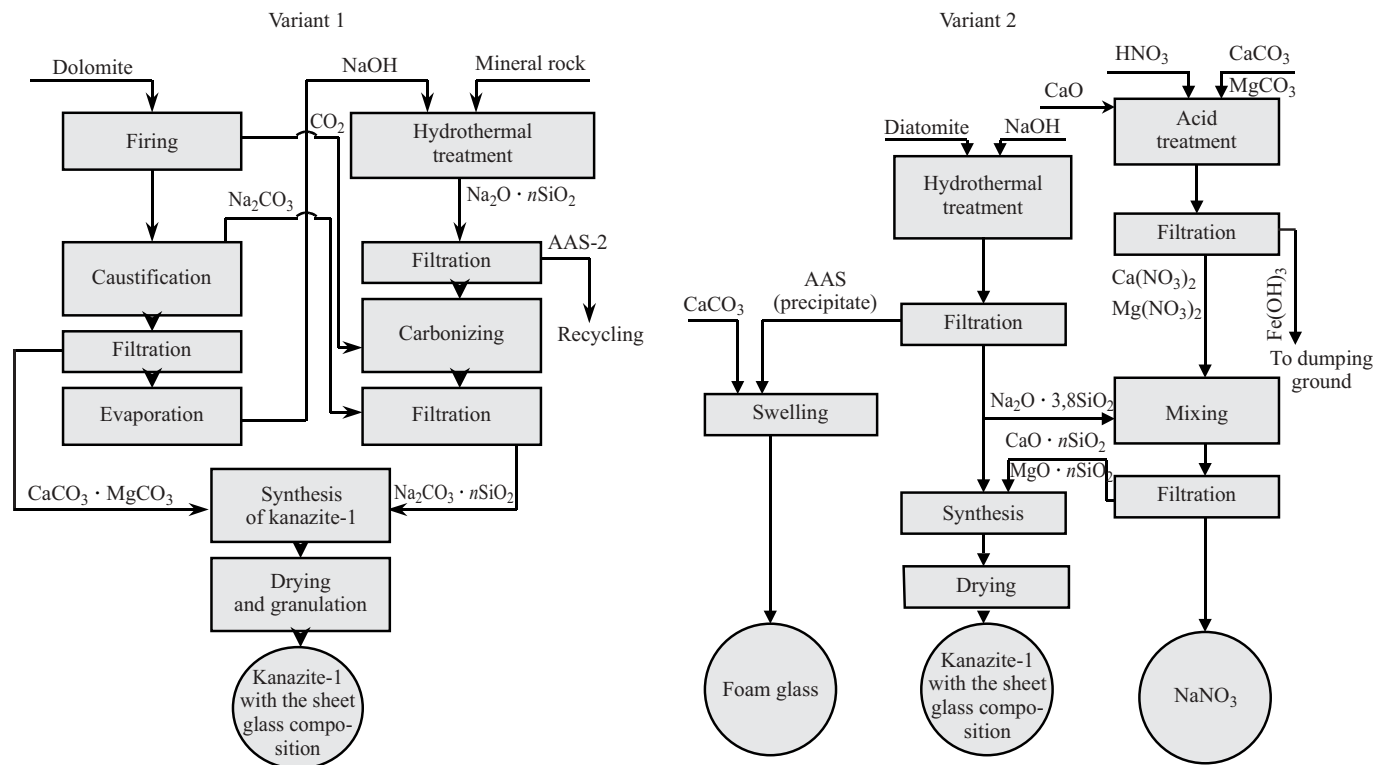 Variant 1
Dolomite
NaOH
Mineral rock
Firing
CO₂
Hydrothermal
treatment
Na₂CO₃
Na₂O · nSiO₂
Caustification
Filtration
AAS-2
Recycling
Carbonizing
Filtration
Evaporation
Filtration
CaCO₃ · MgCO₃
Synthesis
of kanazite-1
Na₂CO₃ · nSiO₂
Drying
and granulation
Kanazite-1
with the sheet
glass compo-
sition
Variant 2
HNO₃
CaCO₃
MgCO₃
CaO
Acid
treatment
Diatomite
NaOH
Hydrothermal
treatment
Filtration
Ca(NO₃)₂
Mg(NO₃)₂
Fe(OH)₃
To dumping
ground
CaCO₃
AAS
(precipitate)
Filtration
Swelling
Na₂O · 3,8SiO₂
Mixing
CaO · nSiO₂
MgO · nSiO₂
Filtration
Synthesis
Drying
Foam glass
Kanazite-1
with the sheet
glass compo-
sition
NaNO₃